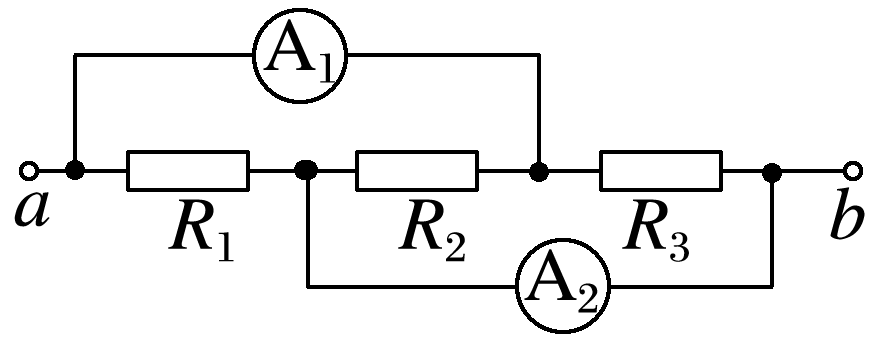 A₁
a R₁ R₂ R₃ b
A₂